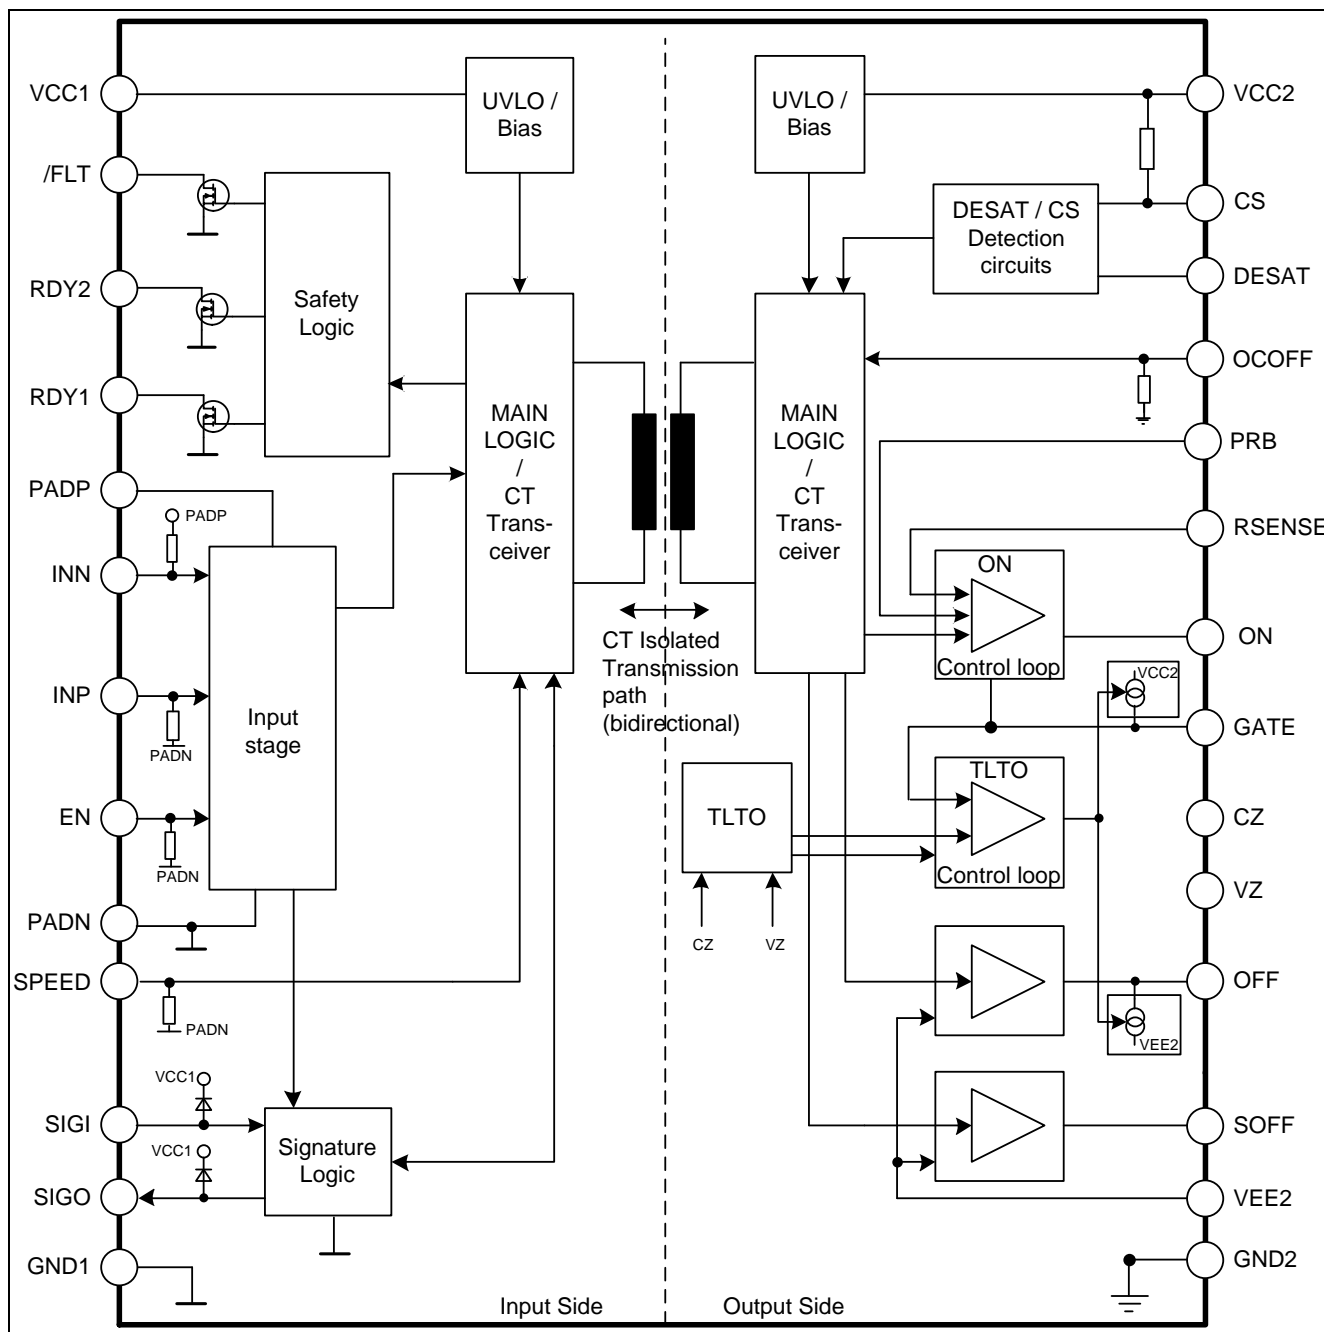 VCC1
/FLT
RDY2
RDY1
PADP
INN
INP
EN
PADN
SPEED
SIGI
SIGO
GND1
UVLO /
Bias
Safety
Logic
PADP
PADN
PADN
PADN
Input
stage
VCC1
VCC1
Signature
Logic
MAIN
LOGIC
/
CT
Trans-
ceiver
CT Isolated
Transmission
path
(bidirectional)
Input Side
Output Side
UVLO /
Bias
MAIN
LOGIC
/
CT
Trans-
ceiver
DESAT / CS
Detection
circuits
ON
Control loop
VCC2
TLTO
CZ
VZ
TLTO
Control loop
VEE2
VCC2
CS
DESAT
OCOFF
PRB
RSENSE
ON
GATE
CZ
VZ
OFF
SOFF
VEE2
GND2